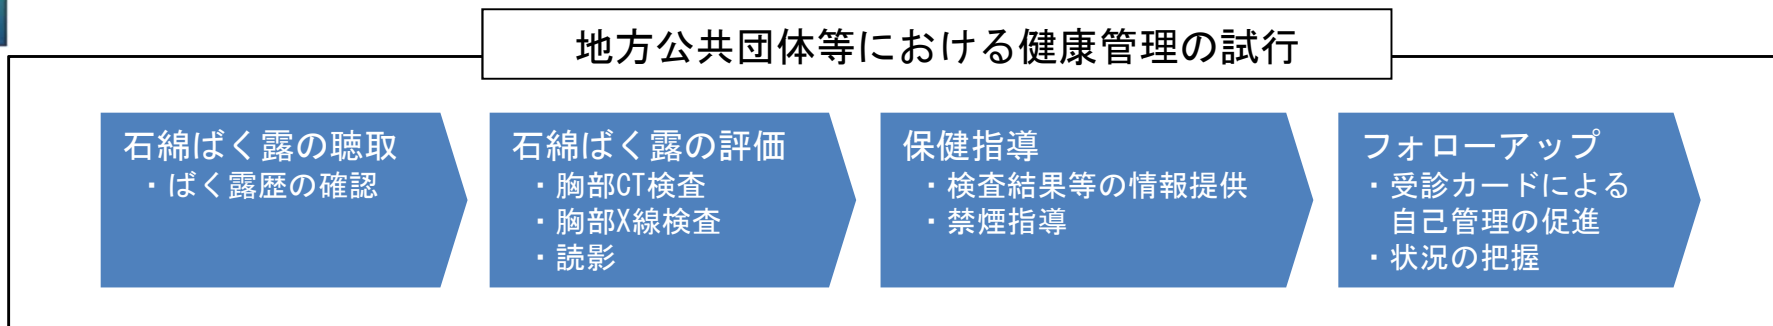 地方公共団体等における健康管理の試行
石綿ばく露の聴取
・ばく露歴の確認
石綿ばく露の評価
・胸部CT検査
・胸部X線検査
・読影
保健指導
・検査結果等の情報提供
・禁煙指導
フォローアップ
・受診カードによる
自己管理の促進
・状況の把握